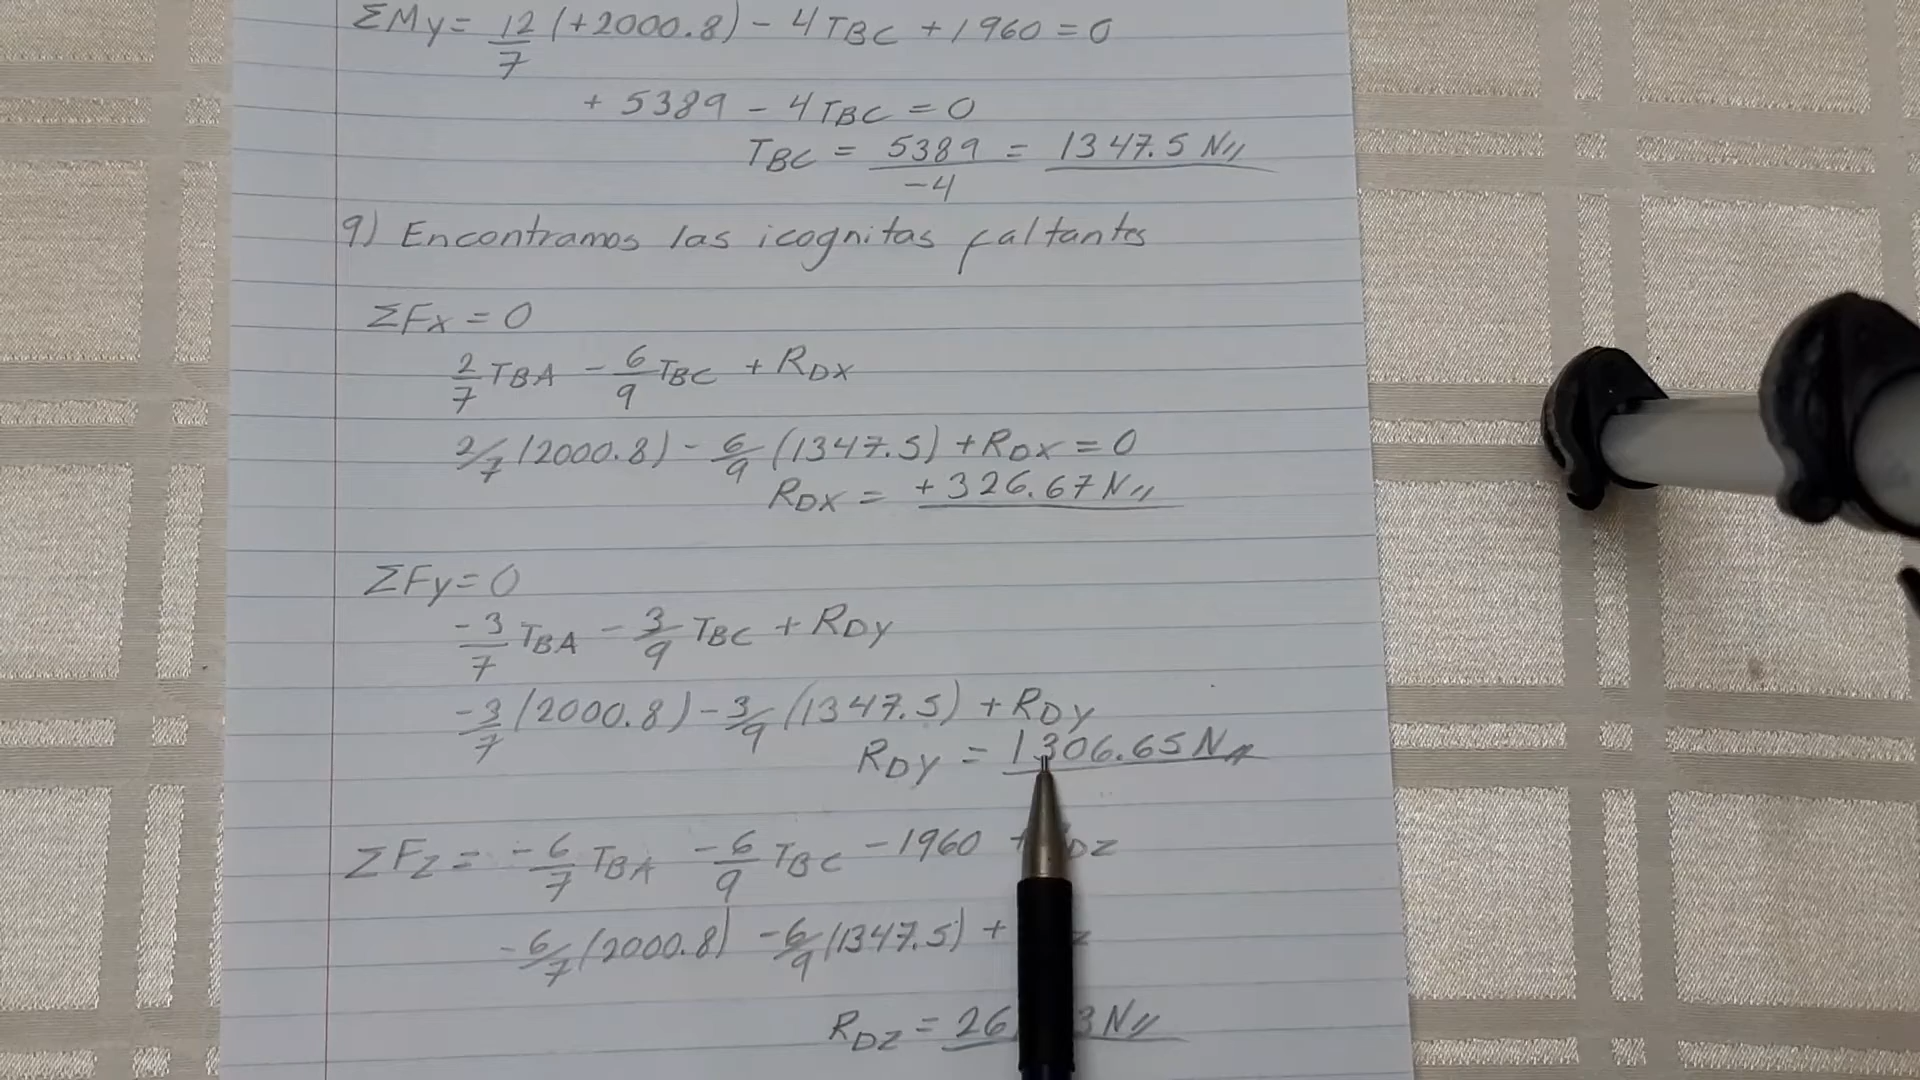 ΣMy = 12/7 (+2000.8) - 4TBC + 1960 = 0
+ 5389 - 4TBC = 0
TBC = 5389/-4 = 1347.5 N//
9) Encontramos las icognitas faltantes
ΣFx = 0
2/7 TBA - 6/9 TBC + RDX
2/7 (2000.8) - 6/9 (1347.5) + RDX = 0
RDX = +326.67 N//
ΣFy = 0
-3/7 TBA - 3/9 TBC + RDY
-3/7 (2000.8) - 3/9 (1347.5) + RDY
RDY = 1306.65 N//
ΣFz = -6/7 TBA - 6/9 TBC - 1960 + DZ
-6/7 (2000.8) - 6/9 (1347.5) +
RDZ = 26 3 N//